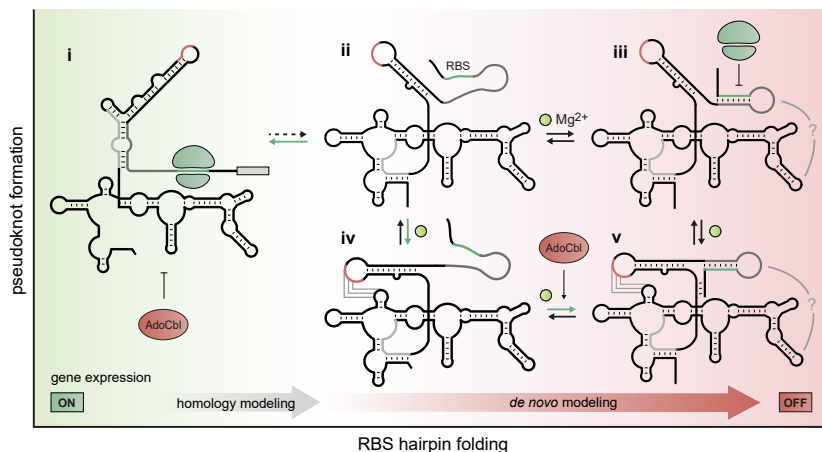 i
ii
iii
RBS
Mg2+
?
pseudoknot formation
iv
AdoCbl
v
?
AdoCbl
gene expression
ON
homology modeling
de novo modeling
OFF
RBS hairpin folding